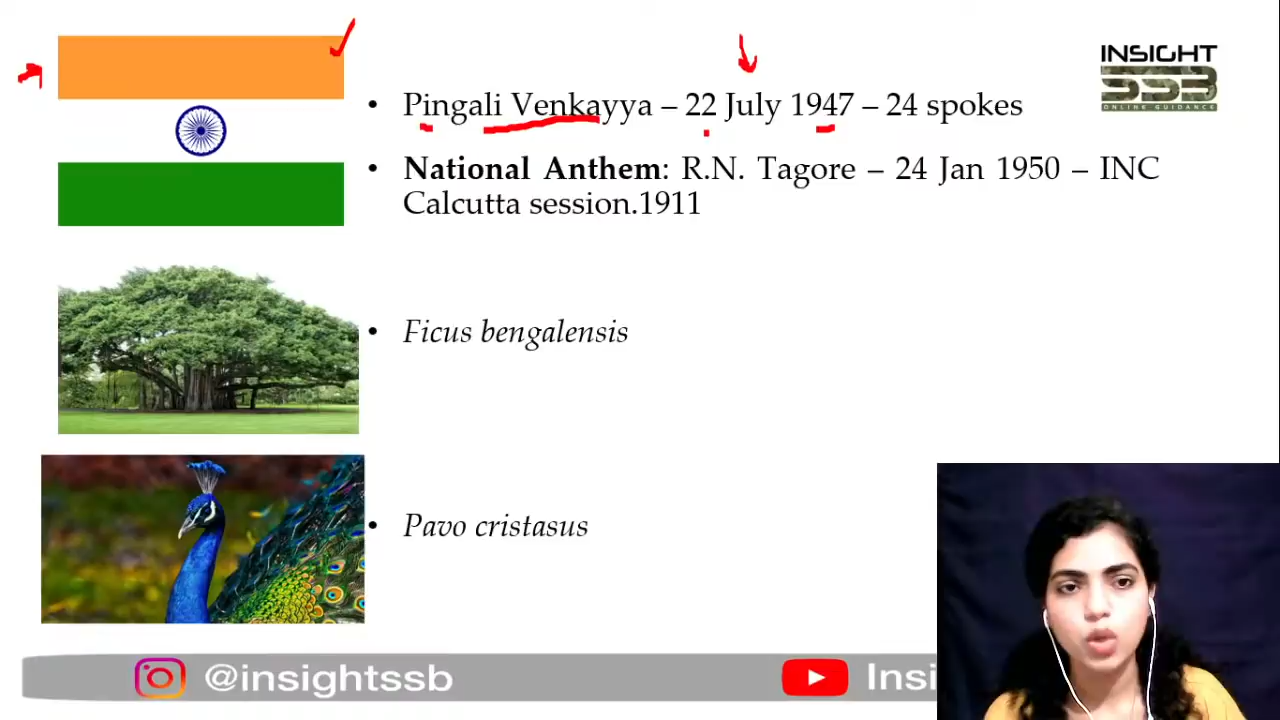 INSIGHT
SSB
ONLINE GUIDANCE
• Pingali Venkayya – 22 July 1947 – 24 spokes
• National Anthem: R.N. Tagore – 24 Jan 1950 – INC
Calcutta session.1911
• Ficus bengalensis
• Pavo cristasus
@insightssb
Insi